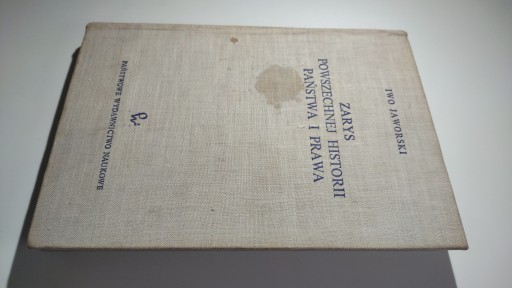 IWO JAWORSKI
ZARYS
POWSZECHNEJ HISTORII
PAŃSTWA I PRAWA
PAŃSTWOWE WYDAWNICTWO NAUKOWE